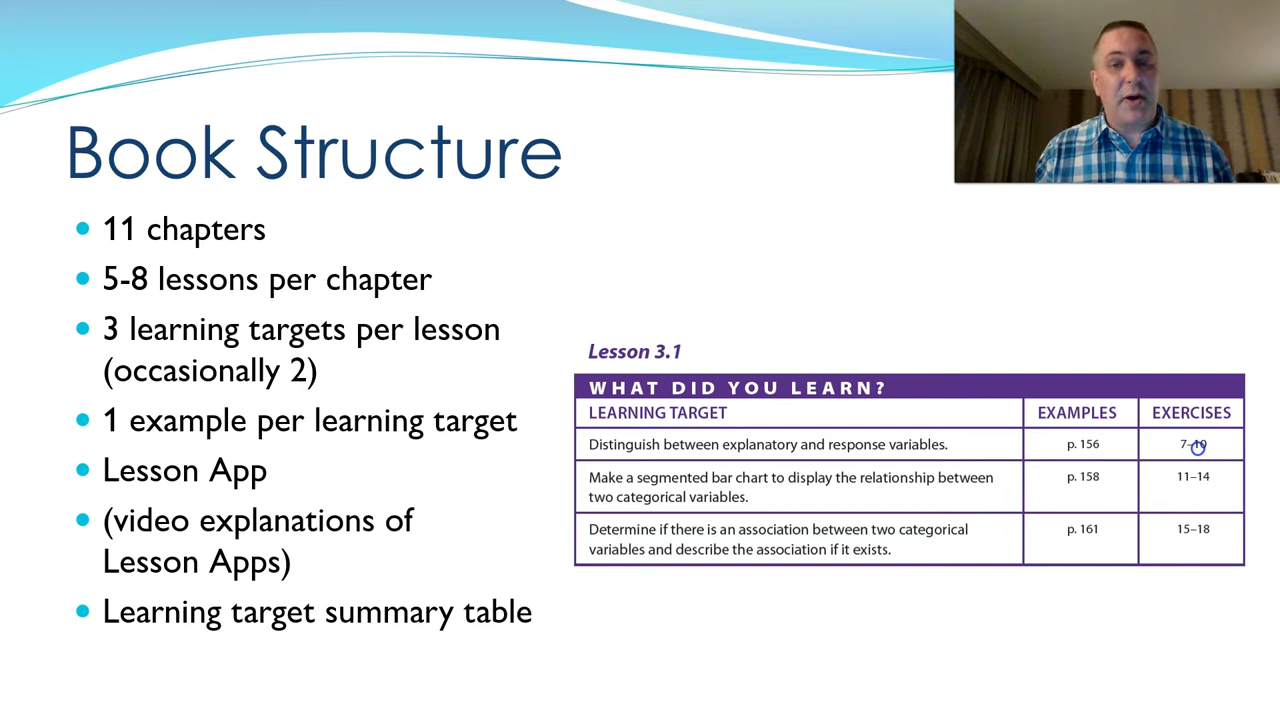 Book Structure
11 chapters
5-8 lessons per chapter
3 learning targets per lesson
(occasionally 2)
1 example per learning target
Lesson App
(video explanations of
Lesson Apps)
Learning target summary table
Lesson 3.1
WHAT DID YOU LEARN?
LEARNING TARGET EXAMPLES EXERCISES
Distinguish between explanatory and response variables. p. 156 7–10
Make a segmented bar chart to display the relationship between p. 158 11–14
two categorical variables.
Determine if there is an association between two categorical p. 161 15–18
variables and describe the association if it exists.